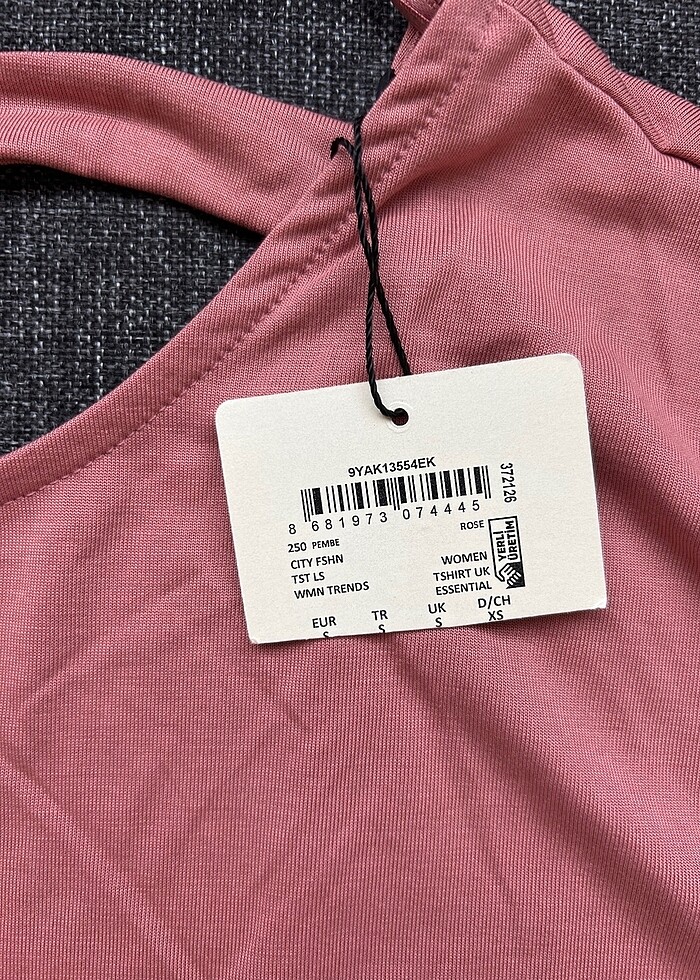 9YAK13554EK
372126
8 681973 074445
250 PEMBE ROSE
CITY FSHN WOMEN
TST LS TSHIRT UK
WMN TRENDS ESSENTIAL
YERLİ
ÜRETİM
EUR TR UK D/CH
S S S XS